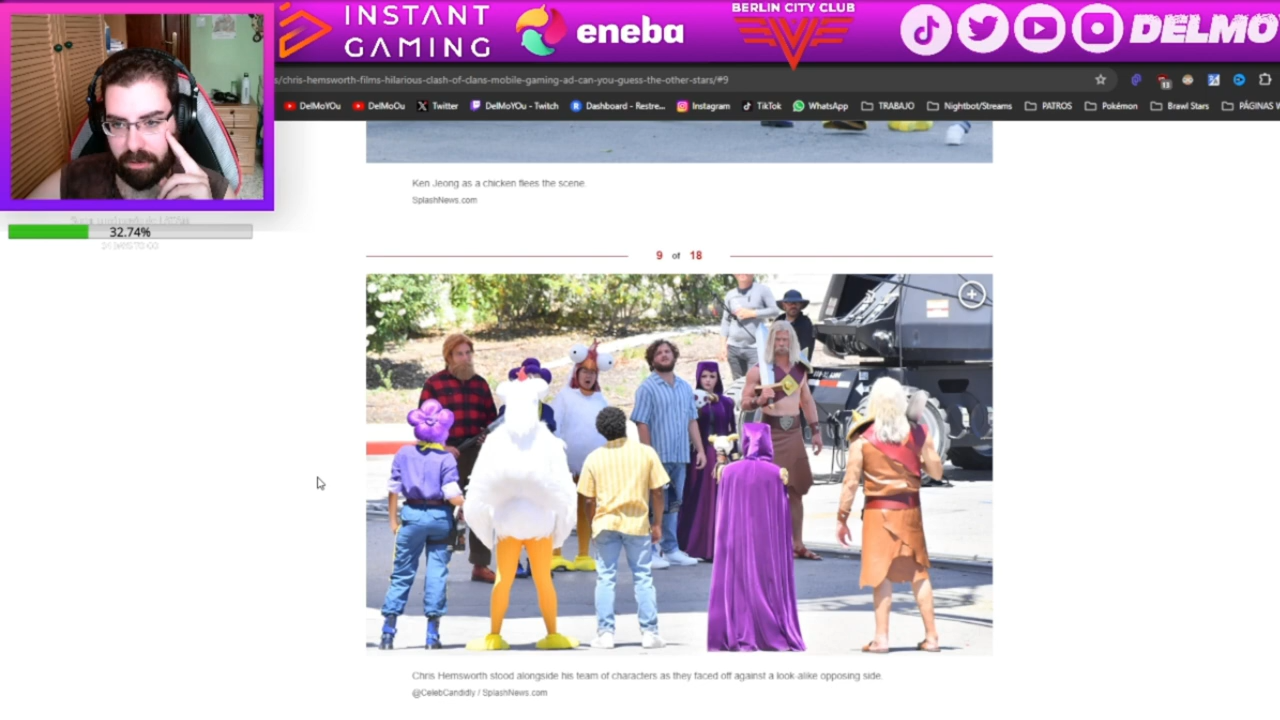 INSTANT
GAMING
eneba
BERLIN CITY CLUB
DELMO
s/chris-hemsworth-films-hilarious-clash-of-clans-mobile-gaming-ad-can-you-guess-the-other-stars/#9
13
DelMoYOu
DelMoOu
Twitter
DelMoYOu - Twitch
Dashboard - Restre...
Instagram
TikTok
WhatsApp
TRABAJO
Nightbot/Streams
PATROS
Pokémon
Brawl Stars
PÁGINAS W
32.74%
Ken Jeong as a chicken flees the scene.
SplashNews.com
9 of 18
Chris Hemsworth stood alongside his team of characters as they faced off against a look-alike opposing side.
@CelebCandidly / SplashNews.com